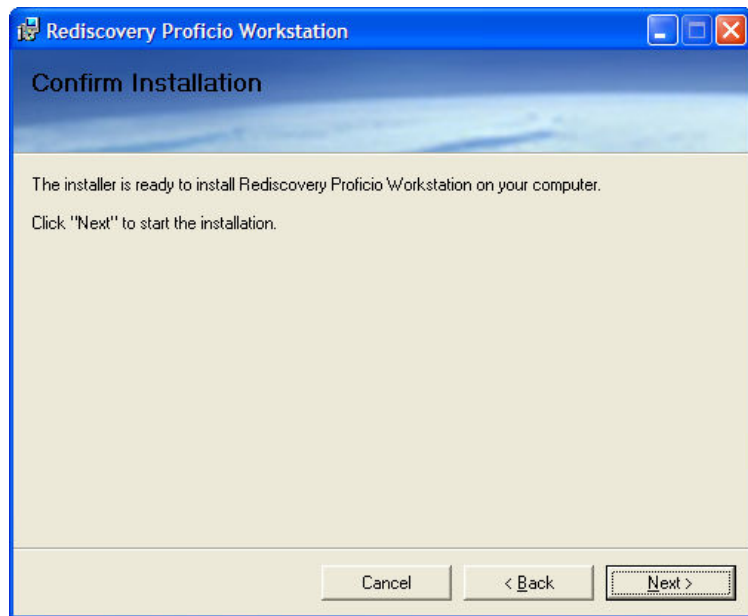 Rediscovery Proficio Workstation
Confirm Installation
The installer is ready to install Rediscovery Proficio Workstation on your computer.
Click "Next" to start the installation.
Cancel
< Back
Next >